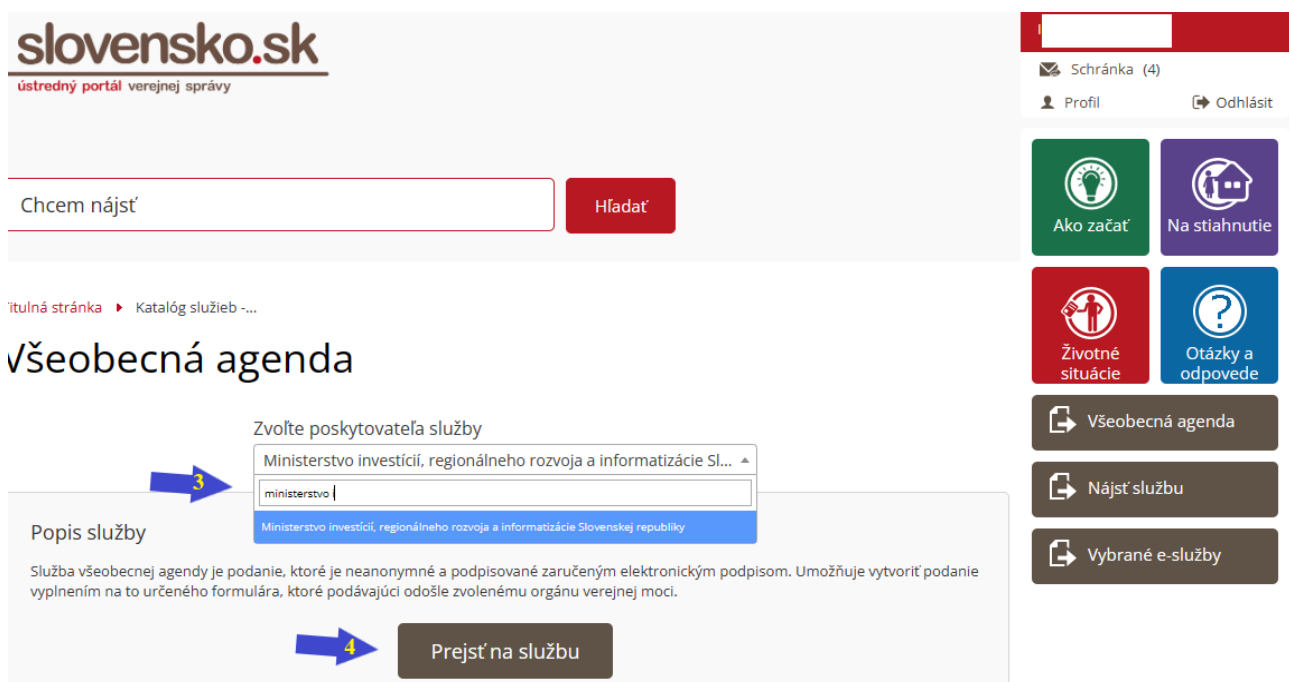 slovensko.sk
ústredný portál verejnej správy
Schránka (4)
Profil
Odhlásiť
Chcem nájsť
Hľadať
Ako začať
Na stiahnutie
Životné
situácie
Otázky a
odpovede
Všeobecná agenda
Nájsť službu
Vybrané e-služby
itulná stránka
Katalóg služieb -...
Všeobecná agenda
Zvoľte poskytovateľa služby
Ministerstvo investícií, regionálneho rozvoja a informatizácie Sl...
3
ministerstvo i
Ministerstvo investícií, regionálneho rozvoja a informatizácie Slovenskej republiky
Popis služby
Služba všeobecnej agendy je podanie, ktoré je neanonymné a podpisované zaručeným elektronickým podpisom. Umožňuje vytvoriť podanie
vyplnením na to určeného formulára, ktoré podávajúci odošle zvolenému orgánu verejnej moci.
4
Prejsť na službu